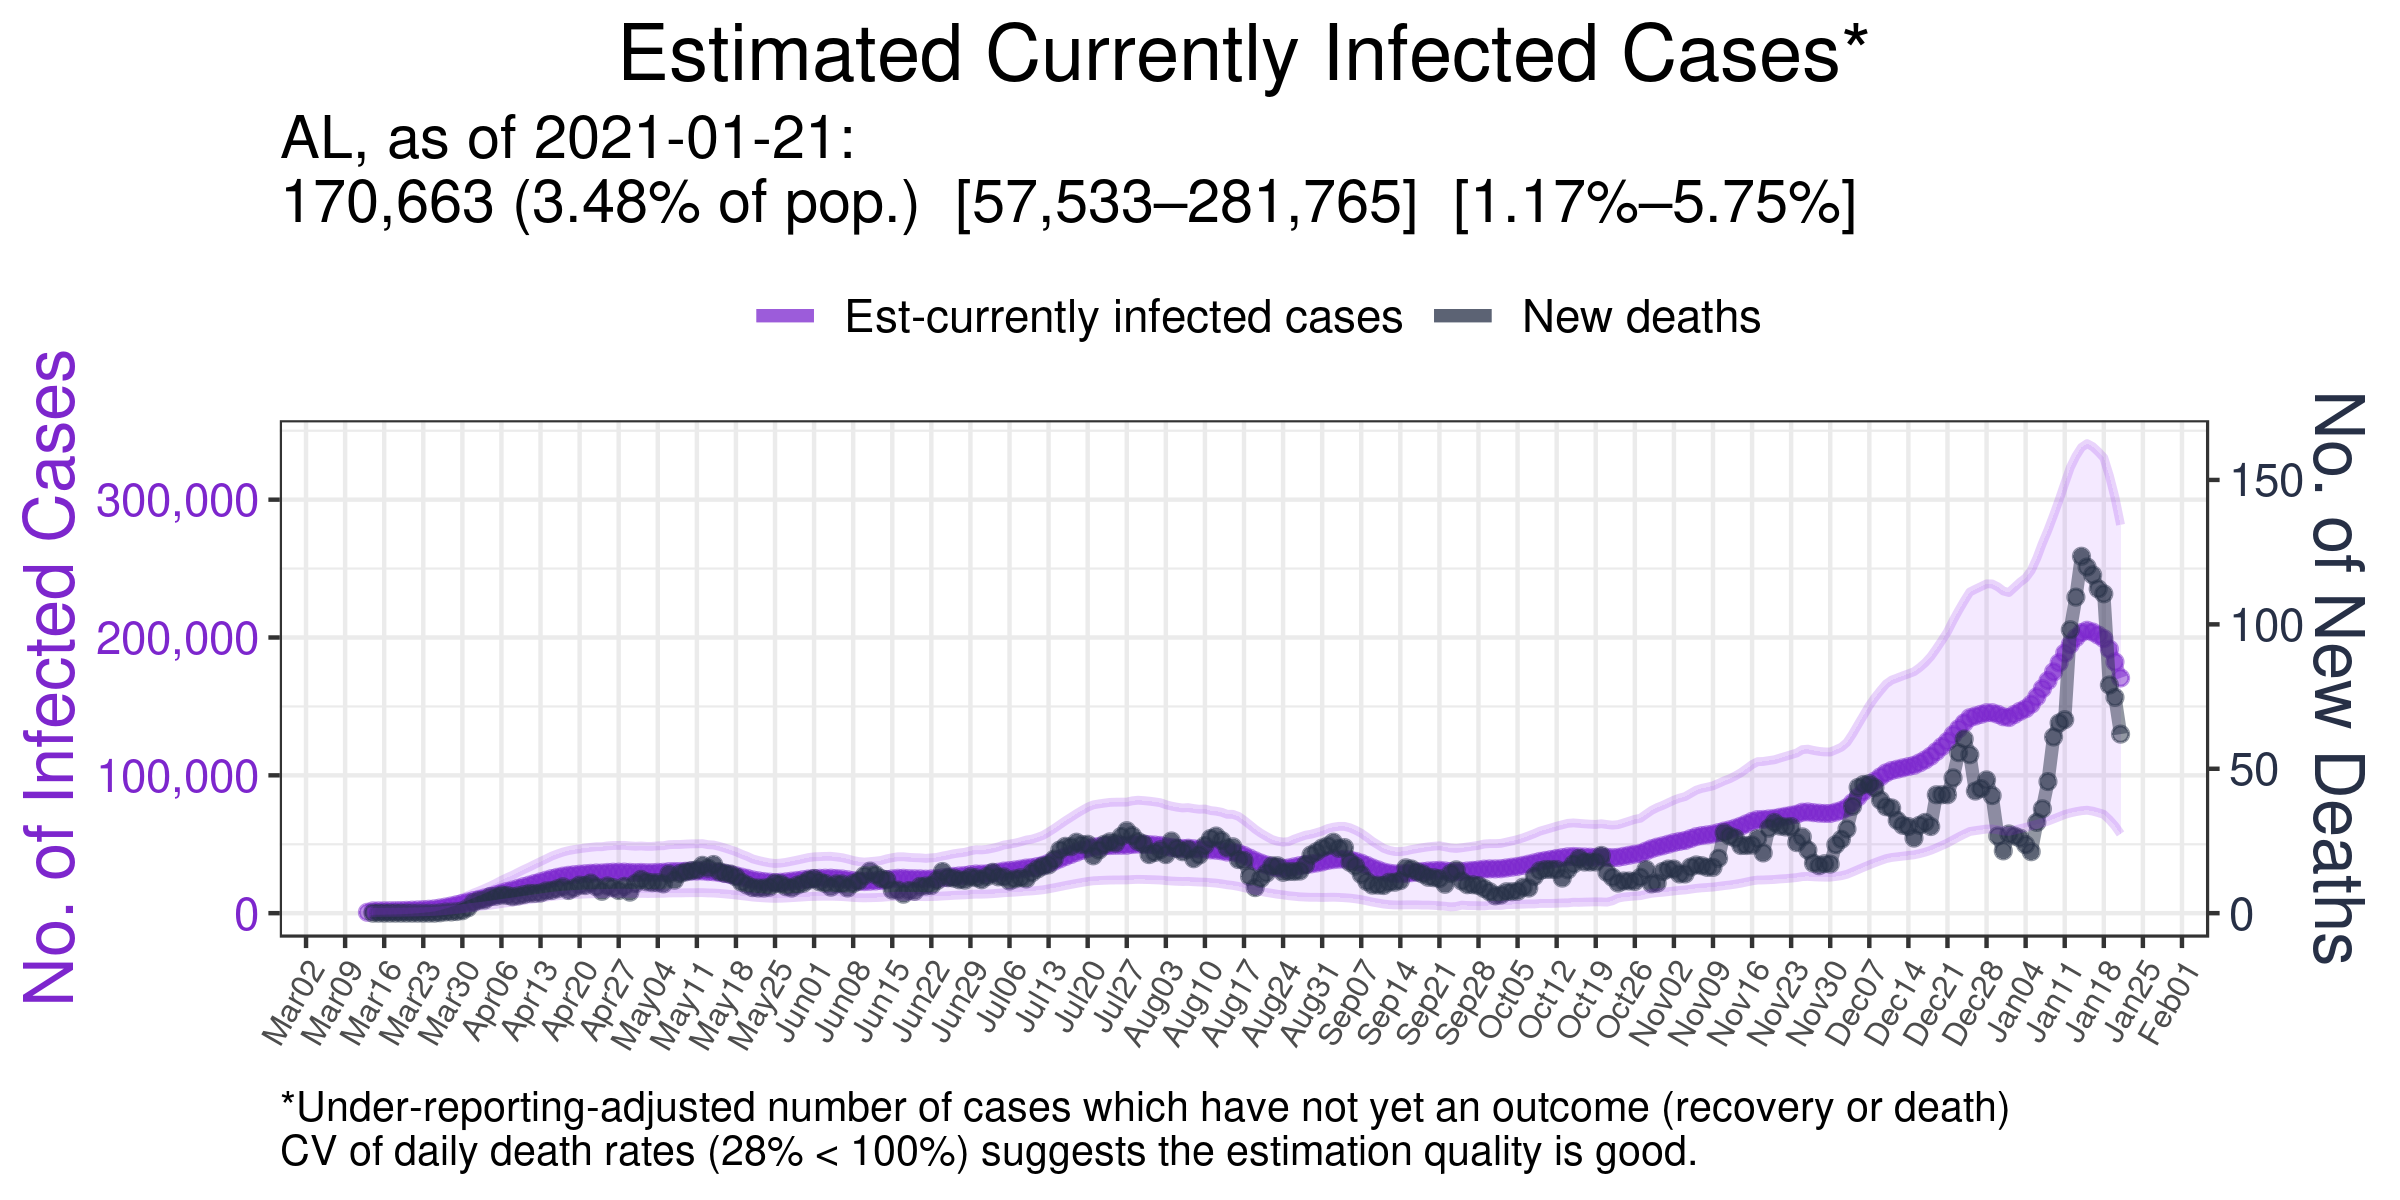 Estimated Currently Infected Cases*
AL, as of 2021-01-21:
170,663 (3.48% of pop.)  [57,533–281,765]  [1.17%–5.75%]
Est-currently infected cases
New deaths
No. of Infected Cases
300,000
200,000
100,000
0
150
100
50
0
No. of New Deaths
Mar02
Mar09
Mar16
Mar23
Mar30
Apr06
Apr13
Apr20
Apr27
May04
May11
May18
May25
Jun01
Jun08
Jun15
Jun22
Jun29
Jul06
Jul13
Jul20
Jul27
Aug03
Aug10
Aug17
Aug24
Aug31
Sep07
Sep14
Sep21
Sep28
Oct05
Oct12
Oct19
Oct26
Nov02
Nov09
Nov16
Nov23
Nov30
Dec07
Dec14
Dec21
Dec28
Jan04
Jan11
Jan18
Jan25
Feb01
*Under-reporting-adjusted number of cases which have not yet an outcome (recovery or death)
CV of daily death rates (28% < 100%) suggests the estimation quality is good.